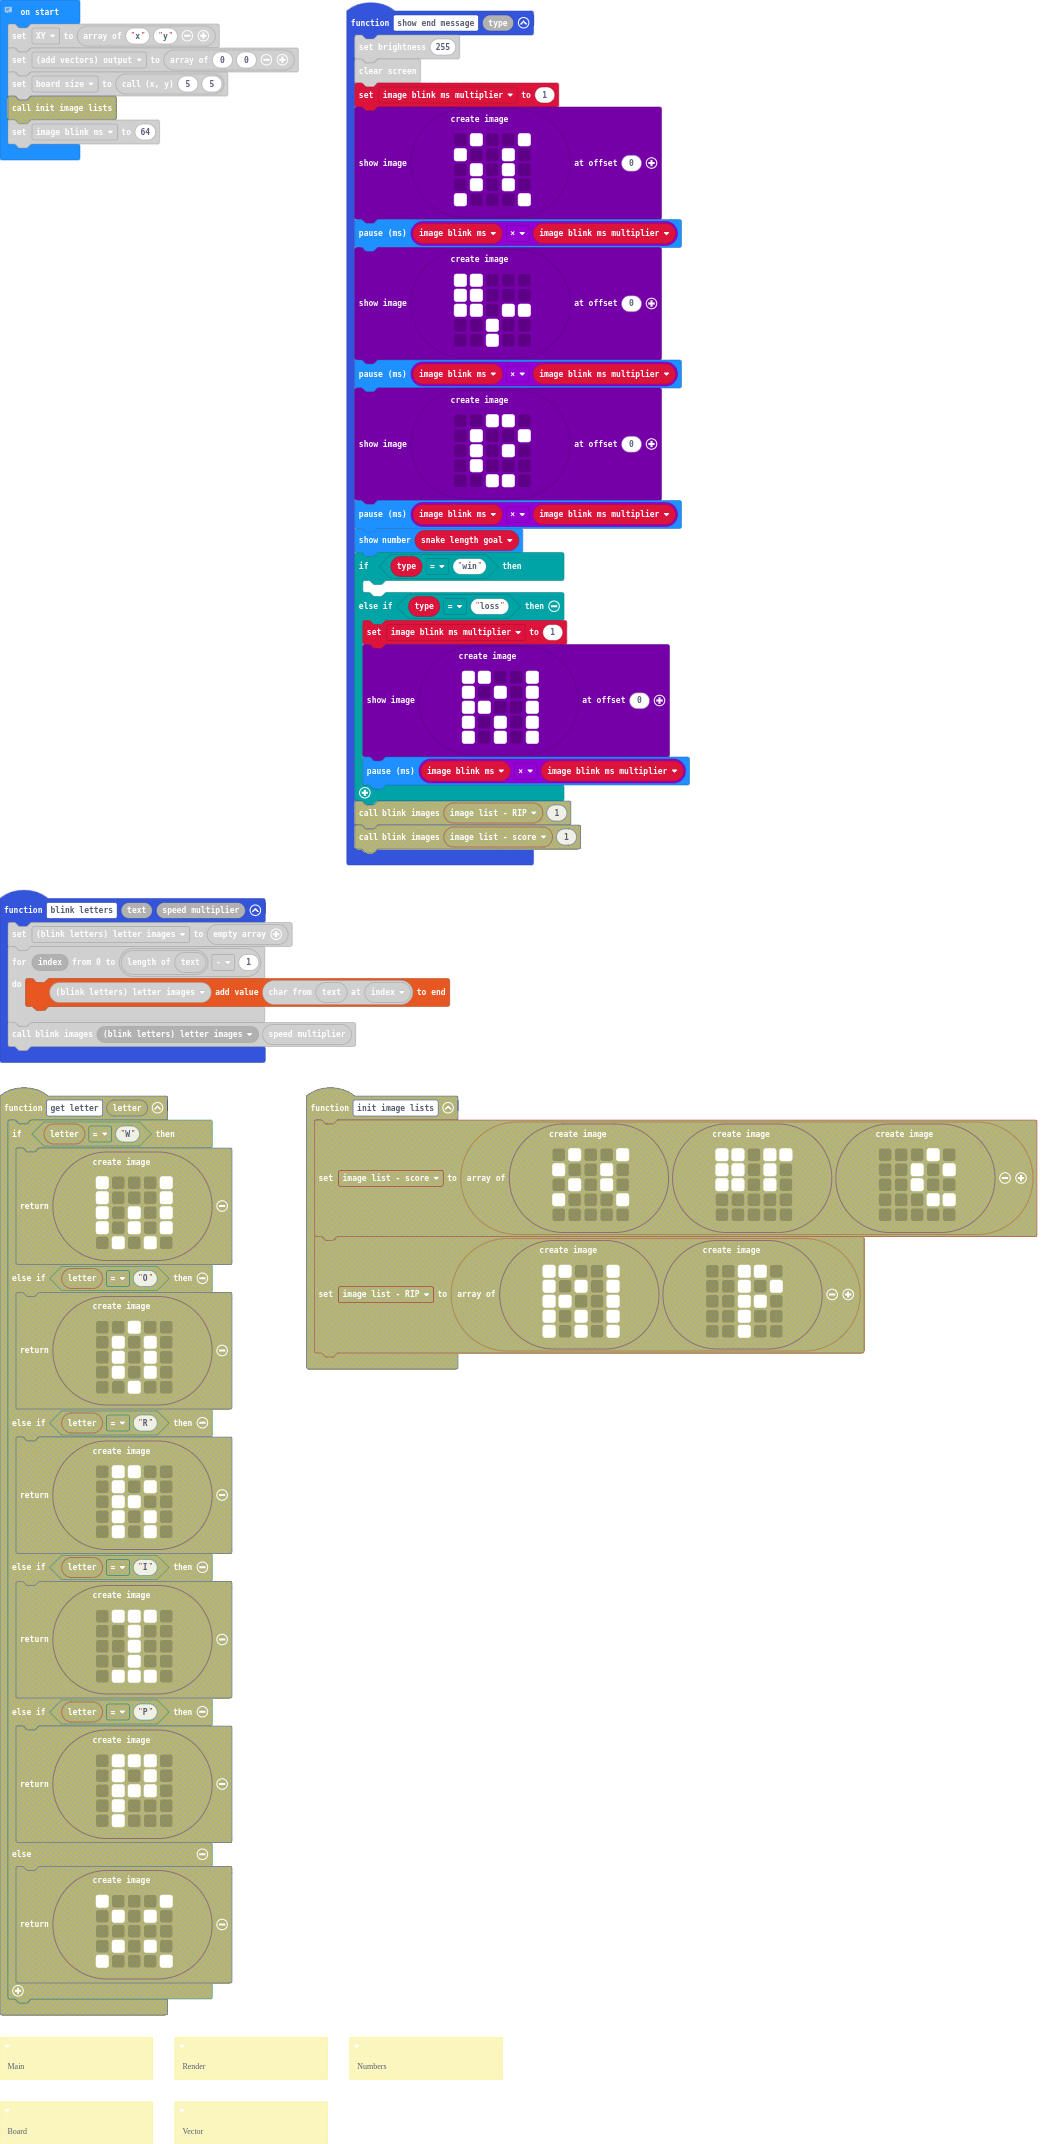 on start
set XY to array of "x" "y"
set (add vectors) output to array of 0 0
set board size to call (x, y) 5 5
call init image lists
set image blink ms to 64
function show end message type
set brightness 255
clear screen
set image blink ms multiplier to 1
create image
show image at offset 0
pause (ms) image blink ms × image blink ms multiplier
create image
show image at offset 0
pause (ms) image blink ms × image blink ms multiplier
create image
show image at offset 0
pause (ms) image blink ms × image blink ms multiplier
show number snake length goal
if type = "win" then
else if type = "loss" then
set image blink ms multiplier to 1
create image
show image at offset 0
pause (ms) image blink ms × image blink ms multiplier
call blink images image list - RIP 1
call blink images image list - score 1
function blink letters text speed multiplier
set (blink letters) letter images to empty array
for index from 0 to length of text - 1
do
(blink letters) letter images add value char from text at index to end
call blink images (blink letters) letter images speed multiplier
function get letter letter
if letter = "W" then
create image
return
else if letter = "O" then
create image
return
else if letter = "R" then
create image
return
else if letter = "I" then
create image
return
else if letter = "P" then
create image
return
else
create image
return
function init image lists
create image create image create image
set image list - score to array of
create image create image
set image list - RIP to array of
Main Render Numbers
Board Vector